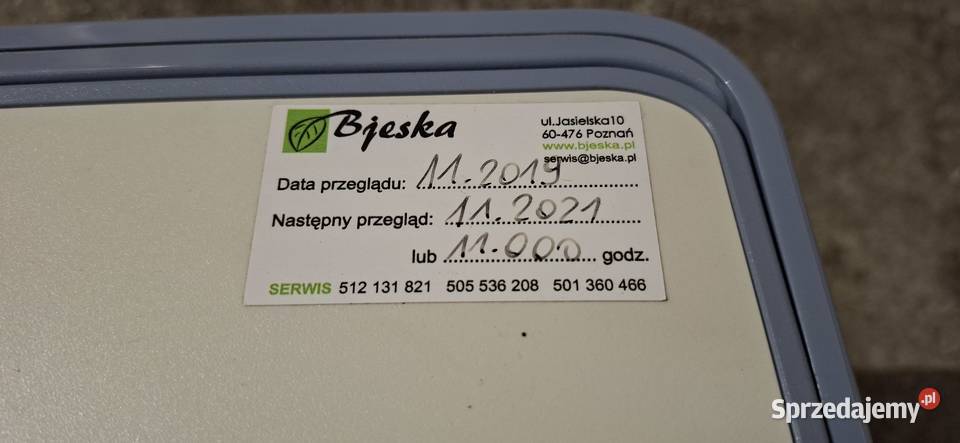 Bjeska
ul.Jasielska10
60-476 Poznań
www.bjeska.pl
serwis@bjeska.pl
Data przeglądu: 11.2019
Następny przegląd: 11.2021
lub 11.000 godz.
SERWIS 512 131 821 505 536 208 501 360 466
Sprzedajemy.pl